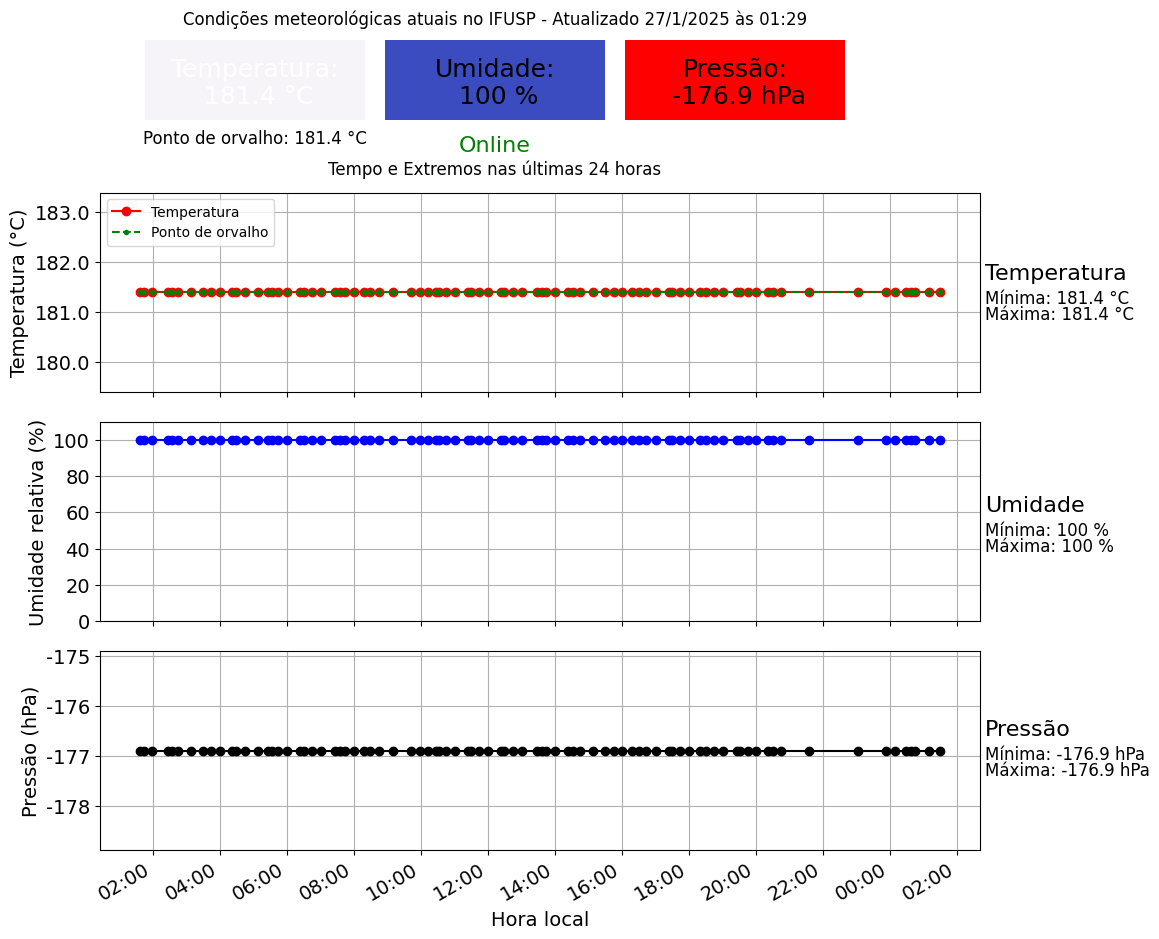 Condições meteorológicas atuais no IFUSP - Atualizado 27/1/2025 às 01:29
Temperatura:
181.4 °C
Umidade:
100 %
Pressão:
-176.9 hPa
Ponto de orvalho: 181.4 °C
Online
Tempo e Extremos nas últimas 24 horas
Temperatura (°C)
183.0
182.0
181.0
180.0
Temperatura
Ponto de orvalho
Temperatura
Mínima: 181.4 °C
Máxima: 181.4 °C
Umidade relativa (%)
100
80
60
40
20
0
Umidade
Mínima: 100 %
Máxima: 100 %
Pressão (hPa)
-175
-176
-177
-178
Pressão
Mínima: -176.9 hPa
Máxima: -176.9 hPa
02:00
04:00
06:00
08:00
10:00
12:00
14:00
16:00
18:00
20:00
22:00
00:00
02:00
Hora local